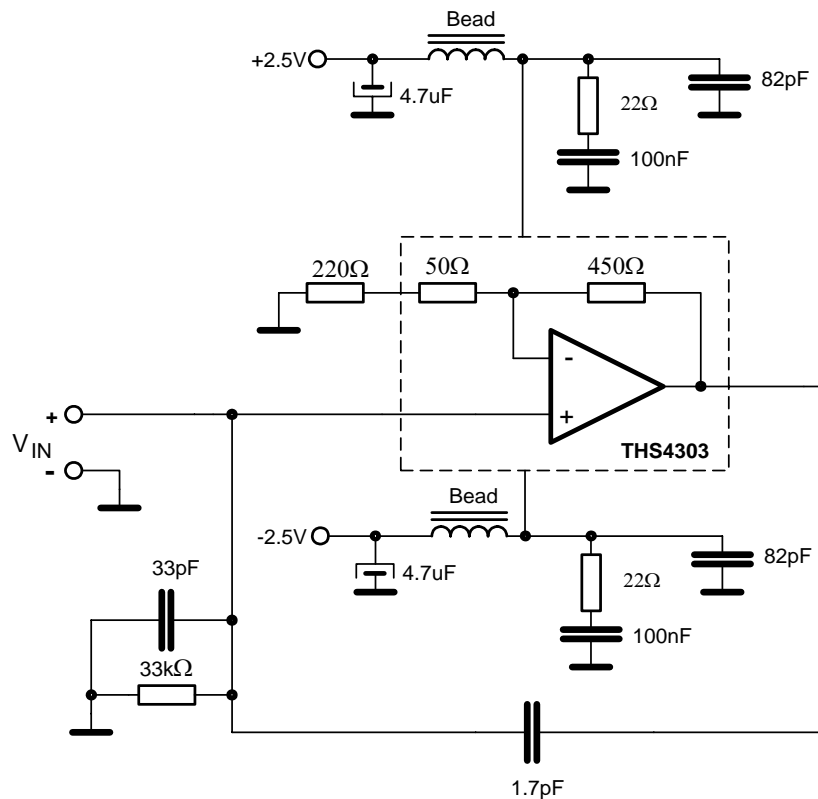 Bead
+2.5V
4.7uF
22Ω
82pF
100nF
220Ω
50Ω
450Ω
-
+
+
V_IN
-
THS4303
Bead
-2.5V
4.7uF
22Ω
82pF
33pF
100nF
33kΩ
1.7pF